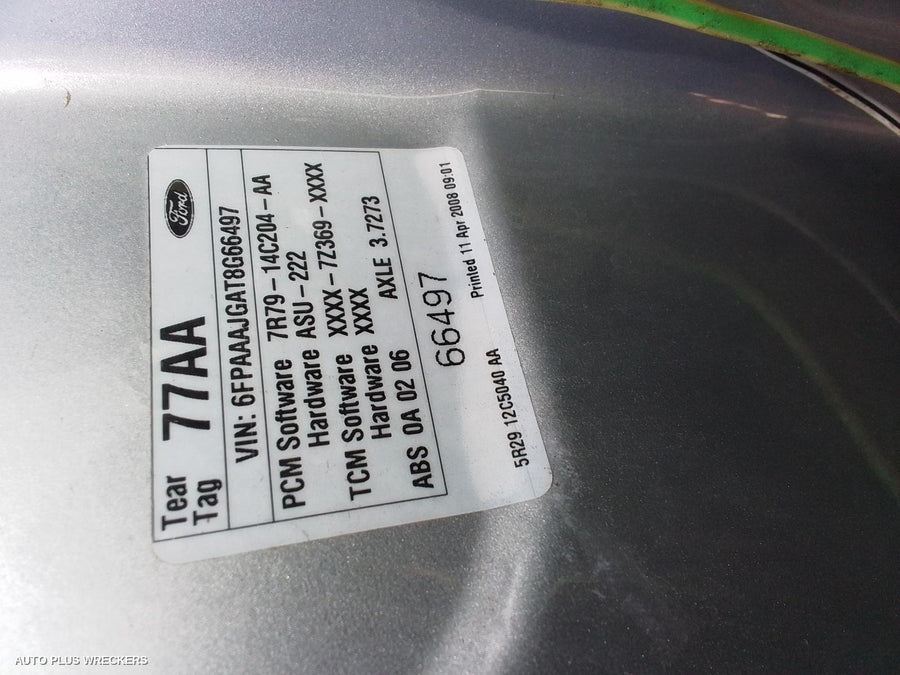 Ford
Tear Tag 77AA
VIN: 6FPAAAJGAT8G66497
PCM Software 7R79-14C204-AA
Hardware ASU-222
TCM Software XXXX-7Z369-XXXX
Hardware XXXX
ABS 0A 02 06 AXLE 3.7273
66497
5R29 12C5040 AA Printed 11 Apr 2008 09:01
AUTO PLUS WRECKERS